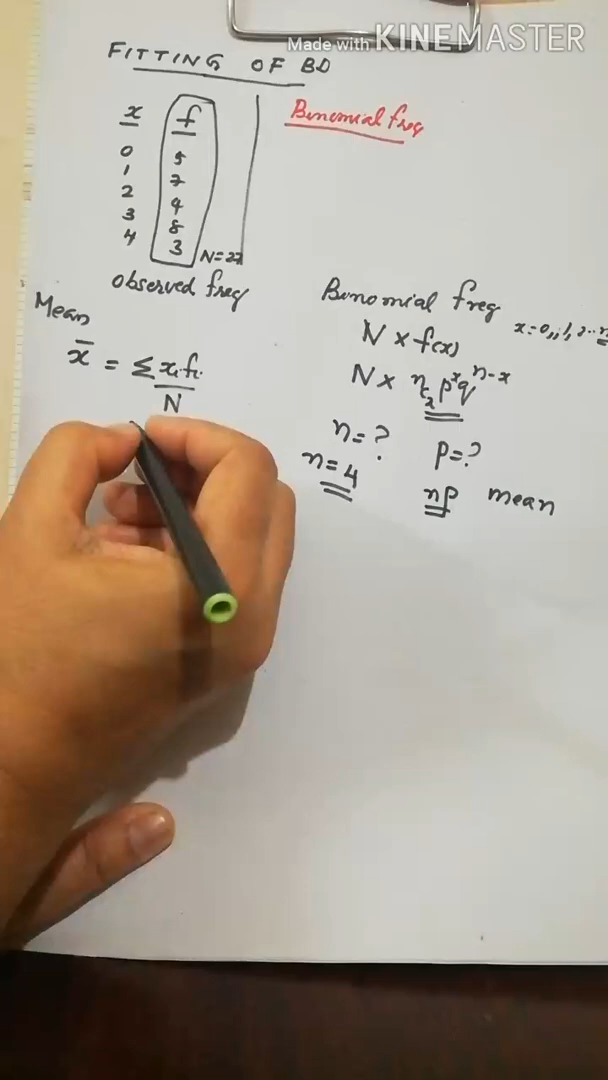 Made with KINEMASTER
FITTING OF BD
x f
0 5
1 7
2 4
3 8
4 3
N=27
observed freq
Binomial freq
Mean
x̄ = Σxᵢfᵢ
N
Binomial freq
N × f(x) x=0,1,2..n
N × ncₓ pˣ qⁿ⁻ˣ
n=? p=?
n=4 np mean